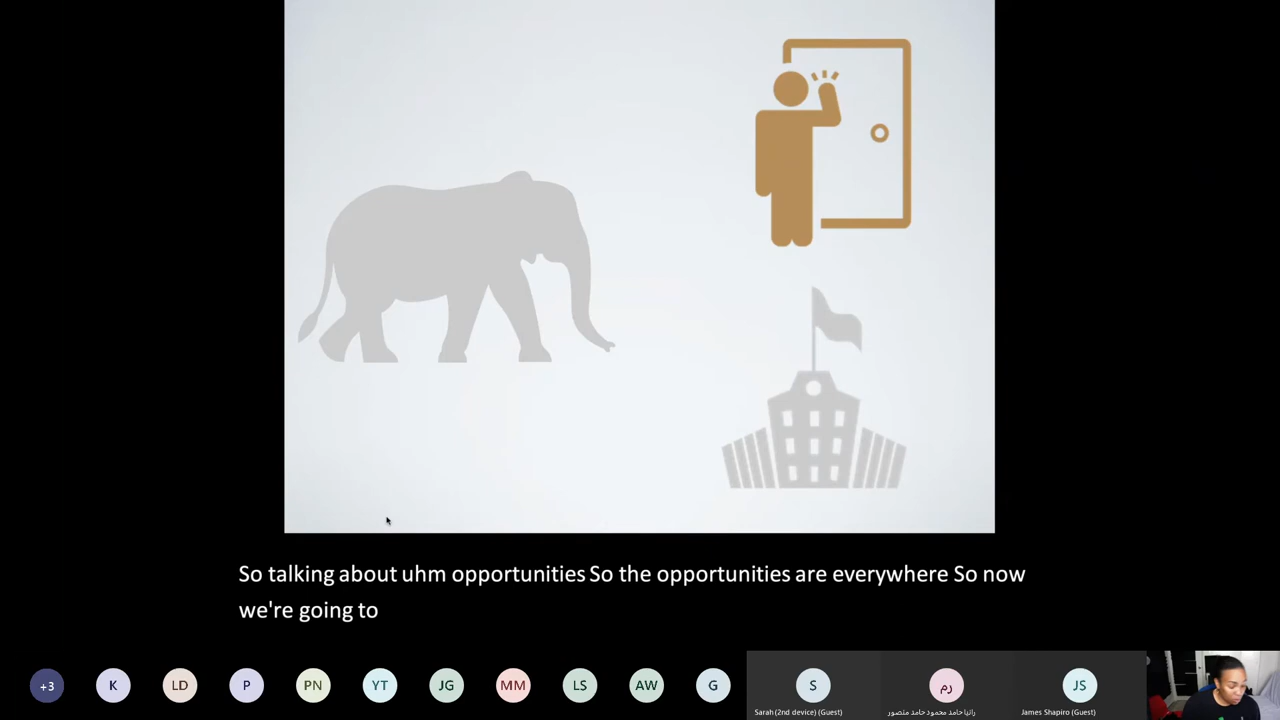 So talking about uhm opportunities So the opportunities are everywhere So now
we're going to
+3 K LD P PN YT JG MM LS AW G S رم JS
Sarah (2nd device) (Guest) رانيا حامد محمود حامد منصور James Shapiro (Guest)